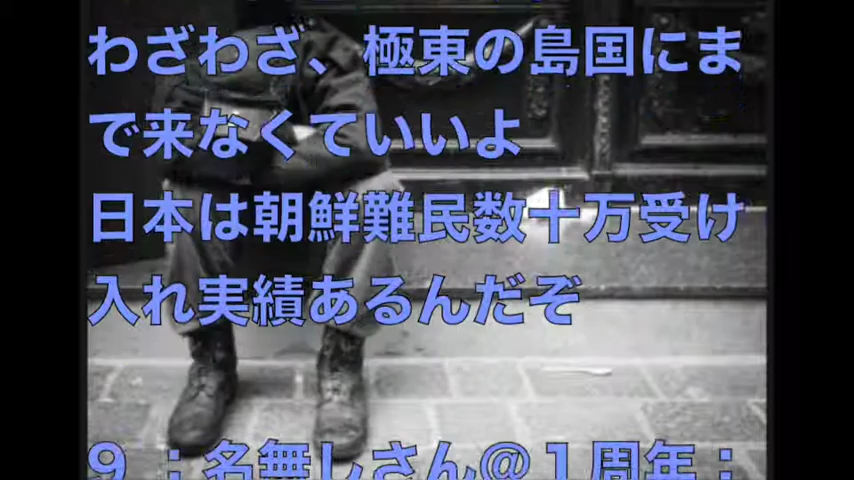 わざわざ、極東の島国にま
で来なくていいよ
日本は朝鮮難民数十万受け
入れ実績あるんだぞ
9：名無しさん@1周年：